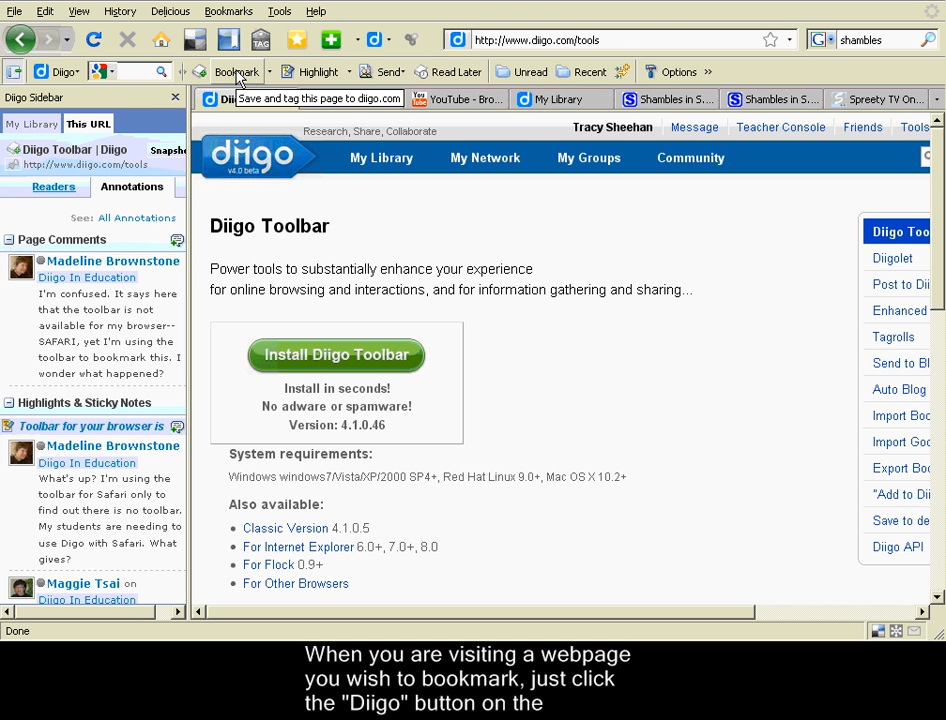 File Edit View History Delicious Bookmarks Tools Help
TAG http://www.diigo.com/tools shambles
Diigo Bookmark Highlight Send Read Later Unread Recent Options »
Diigo Sidebar
Save and tag this page to diigo.com YouTube - Bro... My Library Shambles in S.... Shambles in S.... Spreety TV On...
My Library This URL
Diigo Toolbar | Diigo Snapsh
http://www.diigo.com/tools
Readers Annotations
See: All Annotations
Page Comments
Madeline Brownstone
Diigo In Education
I'm confused. It says here
that the toolbar is not
available for my browser--
SAFARI, yet I'm using the
toolbar to bookmark this. I
wonder what happened?
Highlights & Sticky Notes
Toolbar for your browser is
Madeline Brownstone
Diigo In Education
What's up? I'm using the
toolbar for Safari only to
find out there is no toolbar.
My students are needing to
use Digo with Safari. What
gives?
Maggie Tsai on
Diigo In Education
Research, Share, Collaborate
Tracy Sheehan Message Teacher Console Friends Tools
diigo
v4.0 beta
My Library My Network My Groups Community
Diigo Toolbar
Power tools to substantially enhance your experience
for online browsing and interactions, and for information gathering and sharing...
Install Diigo Toolbar
Install in seconds!
No adware or spamware!
Version: 4.1.0.46
System requirements:
Windows windows7/Vista/XP/2000 SP4+, Red Hat Linux 9.0+, Mac OS X 10.2+
Also available:
Classic Version 4.1.0.5
For Internet Explorer 6.0+, 7.0+, 8.0
For Flock 0.9+
For Other Browsers
Diigo Too
Diigolet
Post to Dii
Enhanced
Tagrolls
Send to Bl
Auto Blog
Import Boo
Import Goo
Export Boo
"Add to Dii
Save to de
Diigo API
Done
When you are visiting a webpage
you wish to bookmark, just click
the "Diigo" button on the